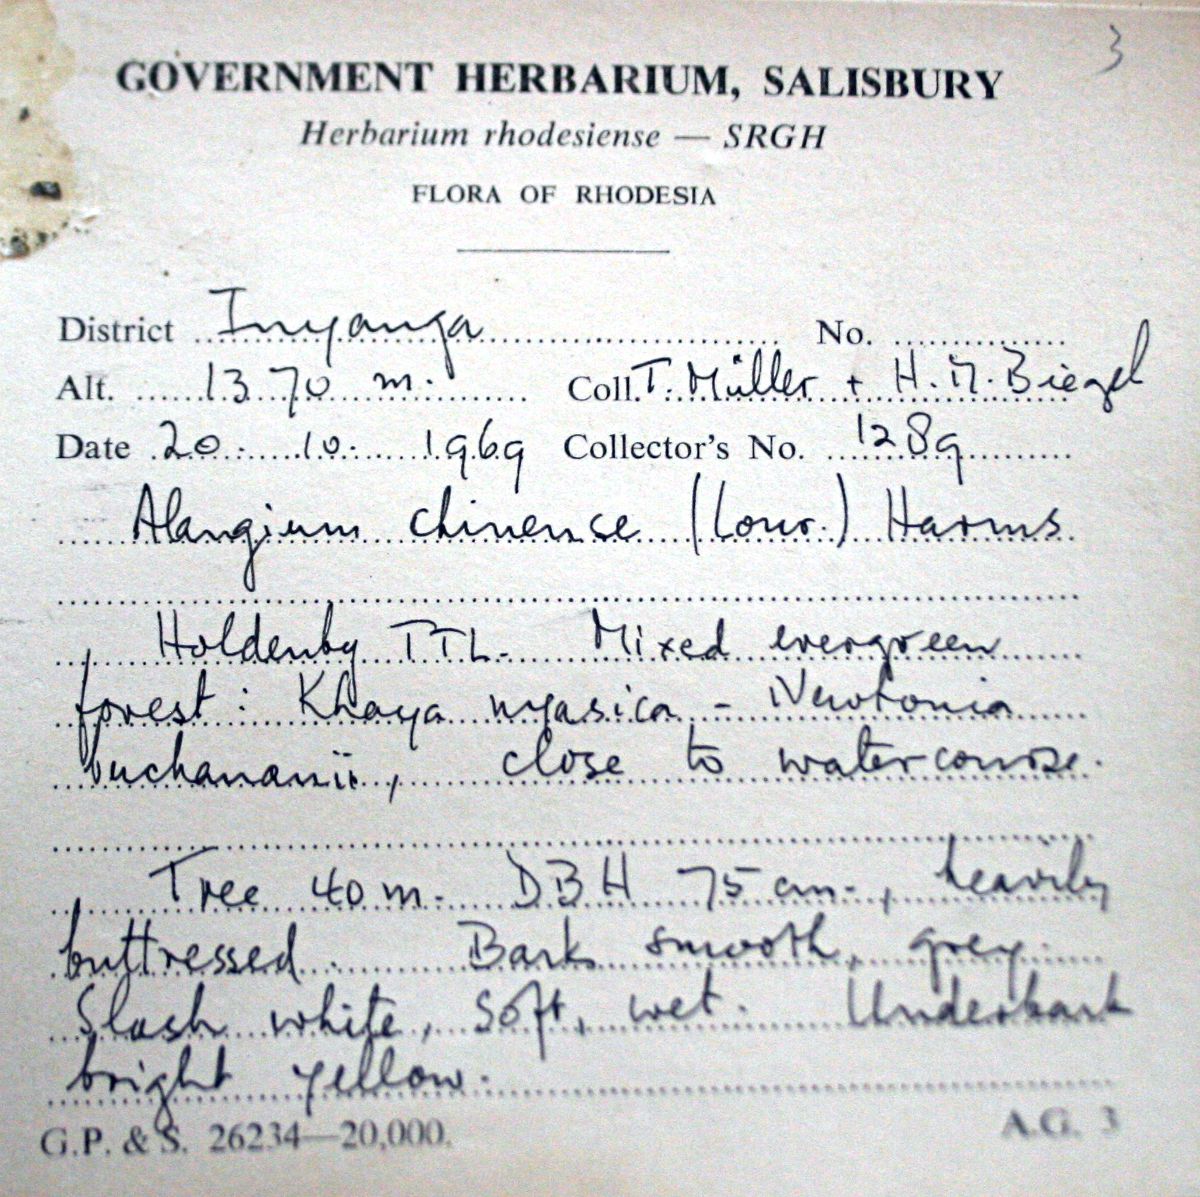 3
GOVERNMENT HERBARIUM, SALISBURY
Herbarium rhodesiense — SRGH
FLORA OF RHODESIA
District Inyanga No.
Alt. 1370 m. Coll. T. Müller + H. M. Biegel
Date 20. 10. 1969 Collector's No. 1289
Alangium chinense (Lour.) Harms
Holdenby TTL. Mixed evergreen
forest: Khaya nyasica - Newtonia
buchananii, close to watercourse.
Tree 40 m. DBH 75 cm., heavily
buttressed. Bark smooth, grey.
Slash white, soft, wet. Underbark
bright yellow.
G.P. & S. 26234—20,000. A.G. 3